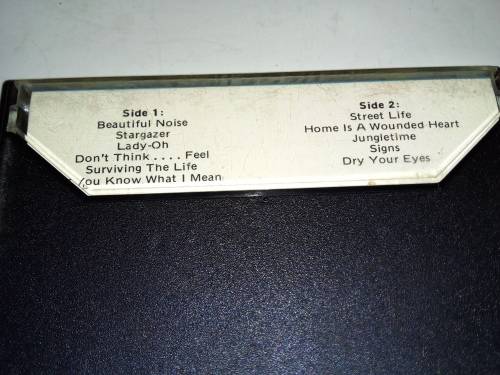 Side 1:
Beautiful Noise
Stargazer
Lady-Oh
Don't Think . . . . Feel
Surviving The Life
You Know What I Mean
Side 2:
Street Life
Home Is A Wounded Heart
Jungletime
Signs
Dry Your Eyes